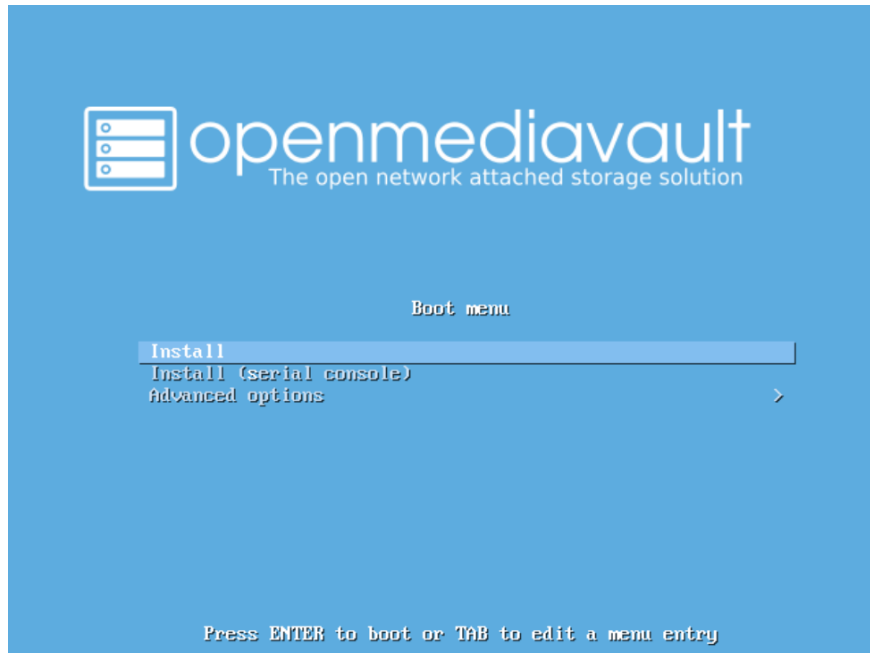 openmediavault
The open network attached storage solution
Boot menu
Install
Install (serial console)
Advanced options >
Press ENTER to boot or TAB to edit a menu entry